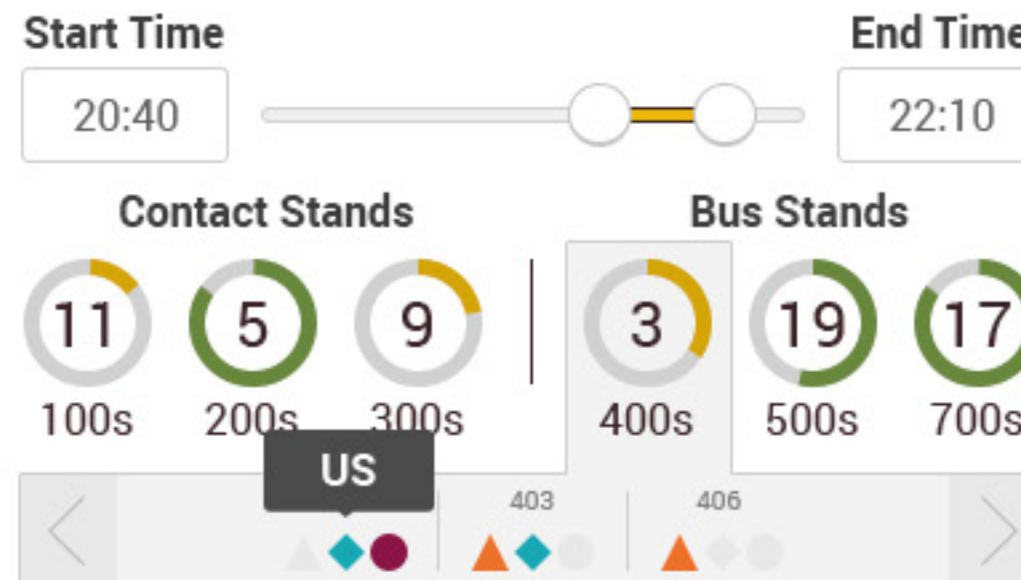 Start Time
End Time
20:40
22:10
Contact Stands
Bus Stands
11
5
9
3
19
17
100s
200s
300s
400s
500s
700s
US
403
406